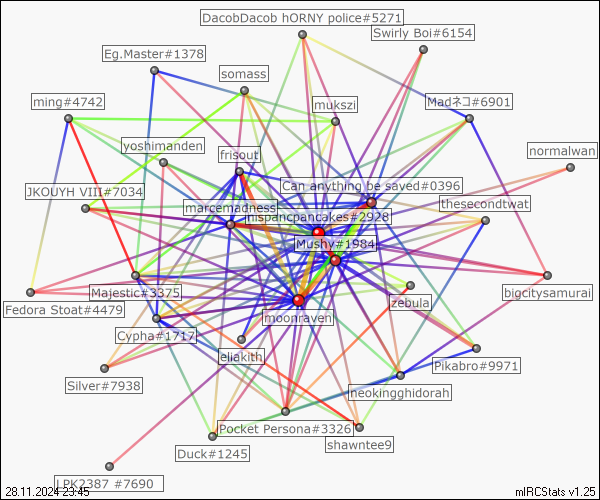 DacobDacob hORNY police#5271
Swirly Boi#6154
Eg.Master#1378
somass
ming#4742
mukszi
Madネコ#6901
yoshimanden
frisout
normalwan
JKOUYH VIII#7034
Can anything be saved#0396
thesecondtwat
marcemadness
hispancpancakes#2928
Mushy#1984
Majestic#3375
zebula
bigcitysamurai
Fedora Stoat#4479
moonraven
Cypha#1717
eliakith
Pikabro#9971
Silver#7938
neokingghidorah
Pocket Persona#3326
Duck#1245
shawntee9
LPK2387 #7690
28.11.2024 23:45
mIRCStats v1.25